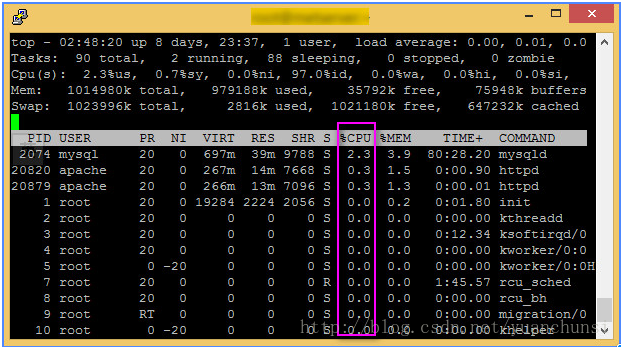 top - 02:48:20 up 8 days, 23:37,  1 user,  load average: 0.00, 0.01, 0.0
Tasks:  90 total,   2 running,  88 sleeping,   0 stopped,   0 zombie
Cpu(s):  2.3%us,  0.7%sy,  0.0%ni, 97.0%id,  0.0%wa,  0.0%hi,  0.0%si,
Mem:   1014980k total,   979188k used,    35792k free,    75948k buffers
Swap:  1023996k total,     2816k used,  1021180k free,   647232k cached
PID USER      PR  NI  VIRT  RES  SHR S %CPU %MEM    TIME+  COMMAND
2074 mysql     20   0  697m  39m 9788 S  2.3  3.9  80:28.20 mysqld
20820 apache    20   0  267m  14m 7668 S  0.3  1.5   0:00.90 httpd
20879 apache    20   0  266m  13m 7096 S  0.3  1.3   0:00.01 httpd
1 root      20   0 19284 2224 2056 S  0.0  0.2   0:01.80 init
2 root      20   0     0    0    0 S  0.0  0.0   0:00.00 kthreadd
3 root      20   0     0    0    0 S  0.0  0.0   0:12.34 ksoftirqd/0
4 root      20   0     0    0    0 S  0.0  0.0   0:00.00 kworker/0:0
5 root       0 -20     0    0    0 S  0.0  0.0   0:00.00 kworker/0:0H
7 root      20   0     0    0    0 R  0.0  0.0   1:45.57 rcu_sched
8 root      20   0     0    0    0 S  0.0  0.0   0:00.00 rcu_bh
9 root      RT   0     0    0    0 S  0.0  0.0   0:00.00 migration/0
10 root       0 -20     0    0    0 S  0.0  0.0   0:00.00 khelper